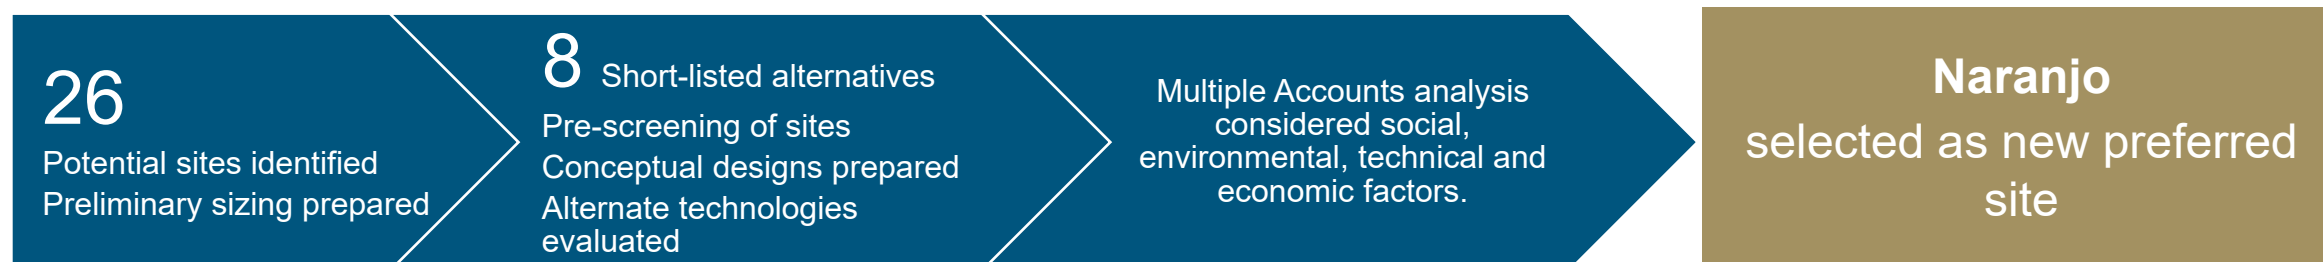 26
Potential sites identified
Preliminary sizing prepared
8 Short-listed alternatives
Pre-screening of sites
Conceptual designs prepared
Alternate technologies
evaluated
Multiple Accounts analysis
considered social,
environmental, technical and
economic factors.
Naranjo
selected as new preferred
site